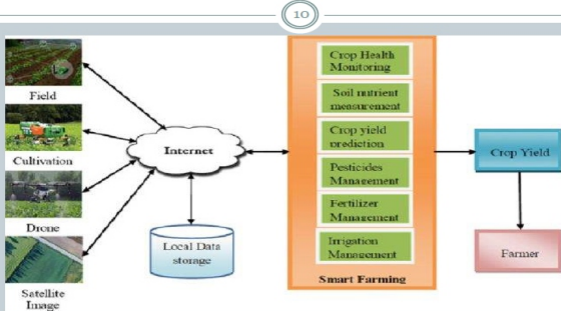 10
Field
Cultivation
Drone
Satellite
Image
Internet
Local Data
storage
Crop Health
Monitoring
Soil nutrient
measurement
Crop yield
prediction
Pesticides
Management
Fertilizer
Management
Irrigation
Management
Smart Farming
Crop Yield
Farmer